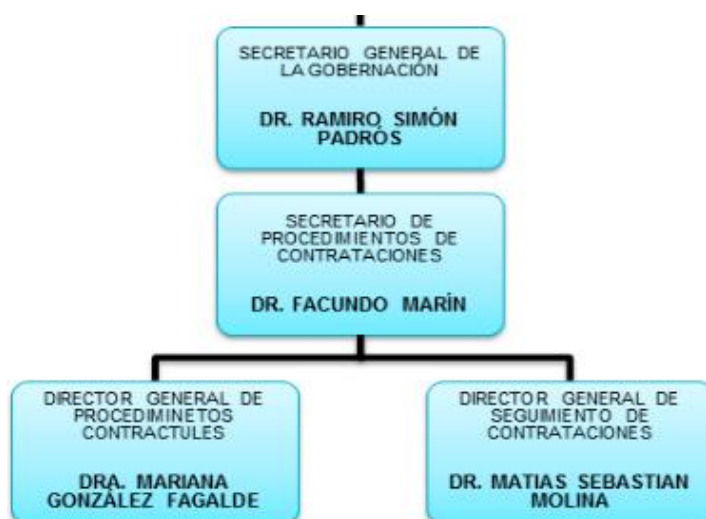 SECRETARIO GENERAL DE
LA GOBERNACIÓN
DR. RAMIRO SIMÓN
PADRÓS
SECRETARIO DE
PROCEDIMIENTOS DE
CONTRATACIONES
DR. FACUNDO MARÍN
DIRECTOR GENERAL DE
PROCEDIMINETOS
CONTRACTULES
DRA. MARIANA
GONZÁLEZ FAGALDE
DIRECTOR GENERAL DE
SEGUIMIENTO DE
CONTRATACIONES
DR. MATIAS SEBASTIAN
MOLINA